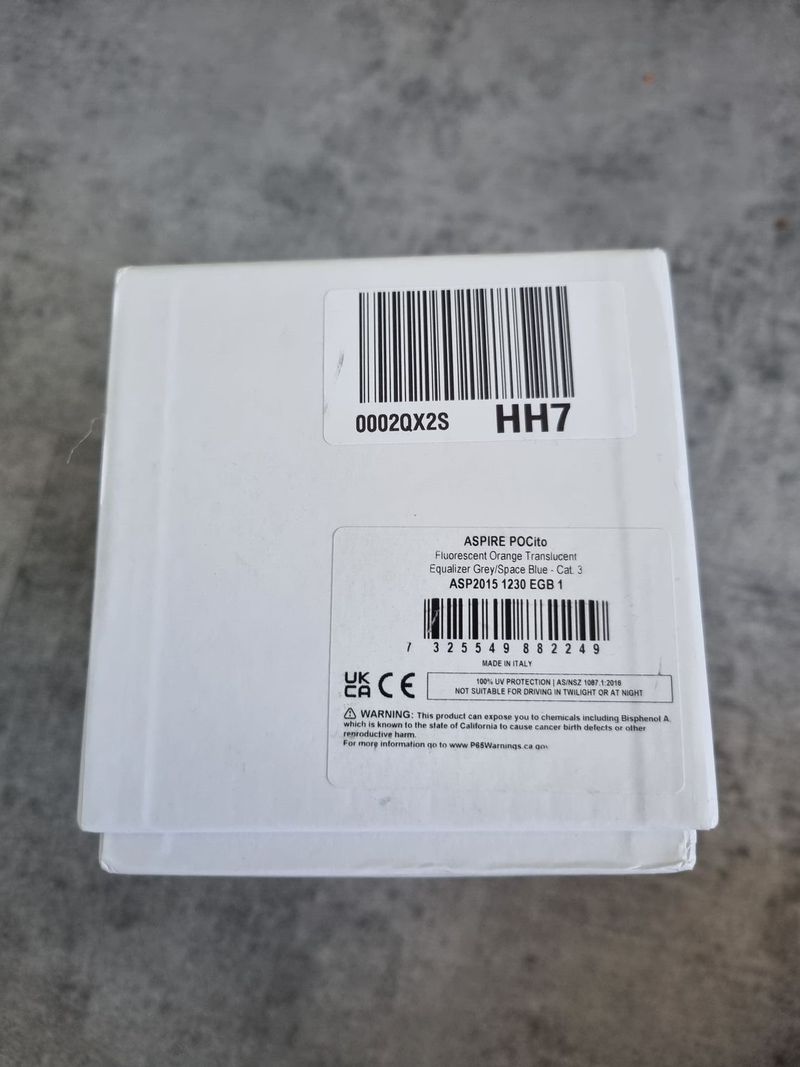 0002QX2S HH7
ASPIRE POCito
Fluorescent Orange Translucent
Equalizer Grey/Space Blue - Cat. 3
ASP2015 1230 EGB 1
7 325549 882249
MADE IN ITALY
UK
CA CE
100% UV PROTECTION | AS/NSZ 1067.1:2016
NOT SUITABLE FOR DRIVING IN TWILIGHT OR AT NIGHT
⚠ WARNING: This product can expose you to chemicals including Bisphenol A,
which is known to the state of California to cause cancer birth defects or other
reproductive harm.
For more information go to www.P65Warnings.ca.gov